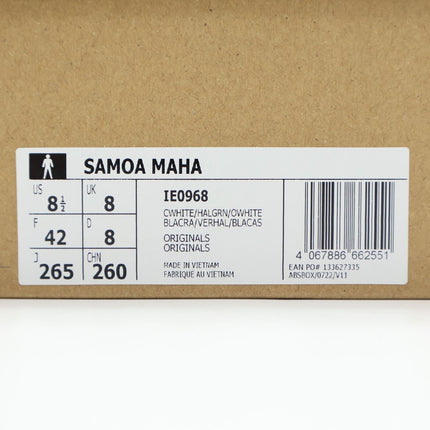 SAMOA MAHA
US UK
8½ 8
F D
42 8
J CHN
265 260
IE0968
CWHITE/HALGRN/OWHITE
BLACRA/VERHAL/BLACAS
ORIGINALS
ORIGINALS
MADE IN VIETNAM
FABRIQUE AU VIETNAM
4 067886 662551
EAN PO# 133627335
ABSBOX/0722/V11